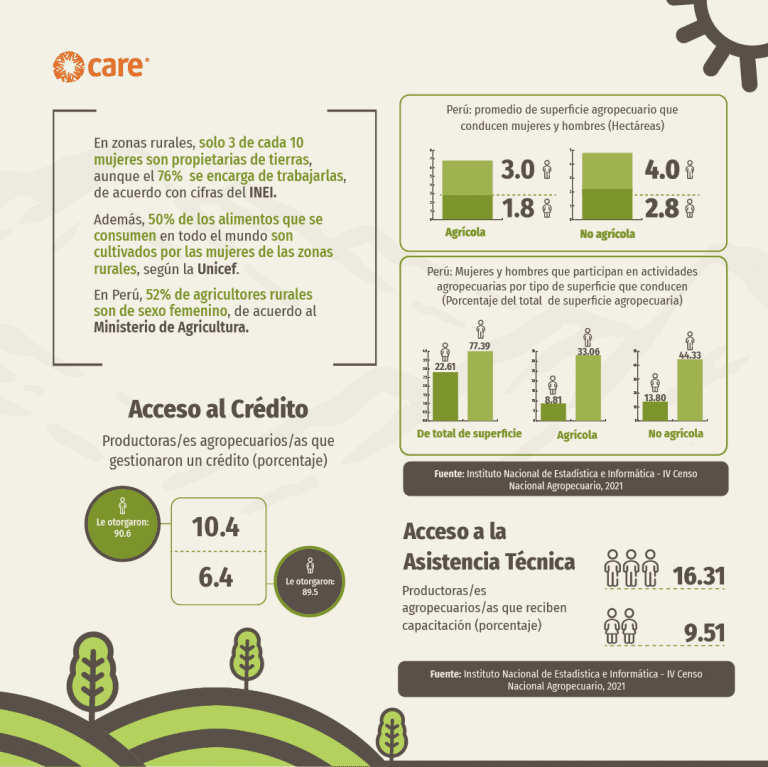 care
En zonas rurales, solo 3 de cada 10
mujeres son propietarias de tierras,
aunque el 76% se encarga de trabajarlas,
de acuerdo con cifras del INEI.
Además, 50% de los alimentos que se
consumen en todo el mundo son
cultivados por las mujeres de las zonas
rurales, según la Unicef.
En Perú, 52% de agricultores rurales
son de sexo femenino, de acuerdo al
Ministerio de Agricultura.
Acceso al Crédito
Productoras/es agropecuarios/as que
gestionaron un crédito (porcentaje)
Le otorgaron:
90.6
10.4
6.4
Le otorgaron:
89.5
Perú: promedio de superficie agropecuario que
conducen mujeres y hombres (Hectáreas)
3.0
1.8
Agrícola
4.0
2.8
No agrícola
Perú: Mujeres y hombres que participan en actividades
agropecuarias por tipo de superficie que conducen
(Porcentaje del total de superficie agropecuaria)
22.61
77.39
De total de superficie
8.81
33.06
Agrícola
13.80
44.33
No agrícola
Fuente: Instituto Nacional de Estadística e Informática - IV Censo
Nacional Agropecuario, 2021
Acceso a la
Asistencia Técnica
Productoras/es
agropecuarios/as que reciben
capacitación (porcentaje)
16.31
9.51
Fuente: Instituto Nacional de Estadística e Informática - IV Censo
Nacional Agropecuario, 2021